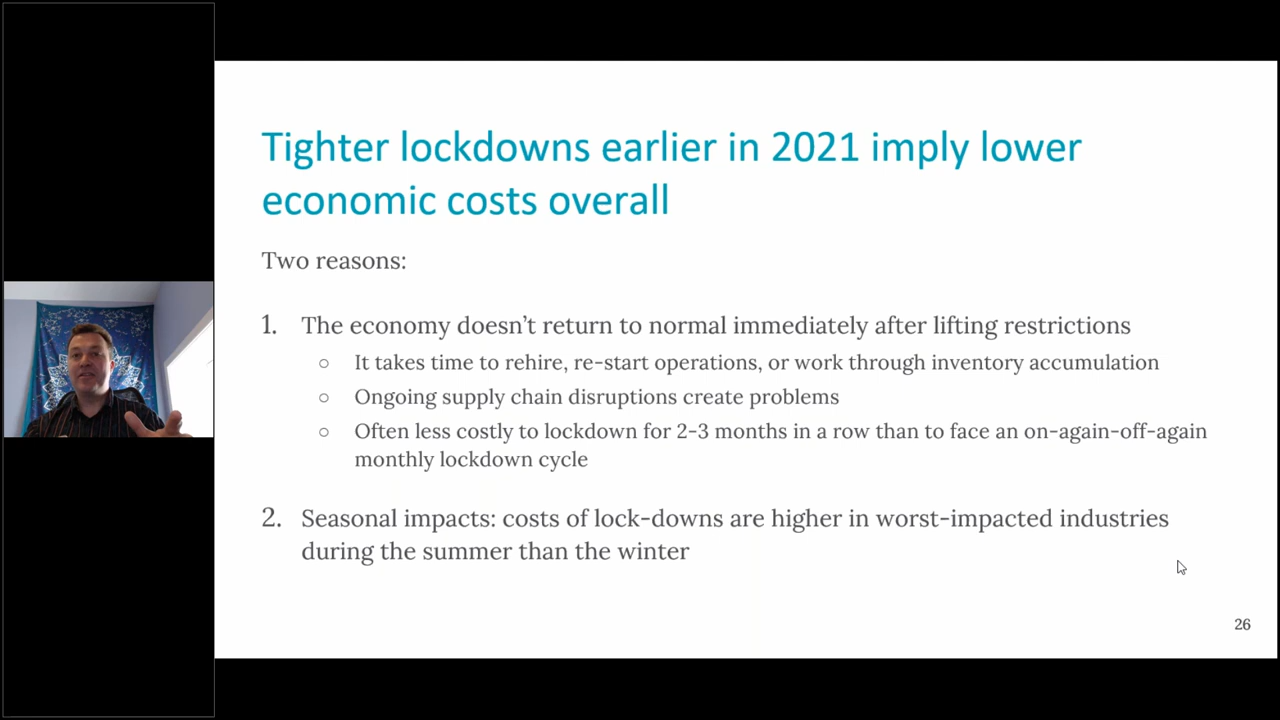 Tighter lockdowns earlier in 2021 imply lower
economic costs overall
Two reasons:
1. The economy doesn’t return to normal immediately after lifting restrictions
○ It takes time to rehire, re-start operations, or work through inventory accumulation
○ Ongoing supply chain disruptions create problems
○ Often less costly to lockdown for 2-3 months in a row than to face an on-again-off-again
monthly lockdown cycle
2. Seasonal impacts: costs of lock-downs are higher in worst-impacted industries
during the summer than the winter
26